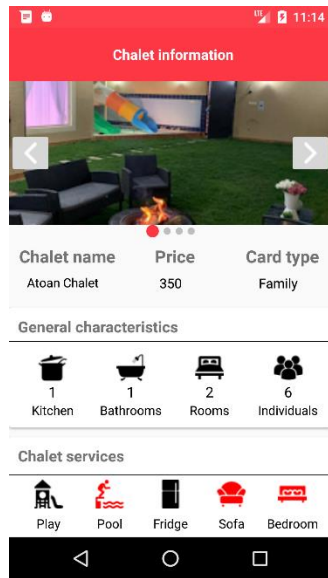 LTE 11:14
Chalet information
Chalet name Price Card type
Atoan Chalet 350 Family
General characteristics
1 1 2 6
Kitchen Bathrooms Rooms Individuals
Chalet services
Play Pool Fridge Sofa Bedroom